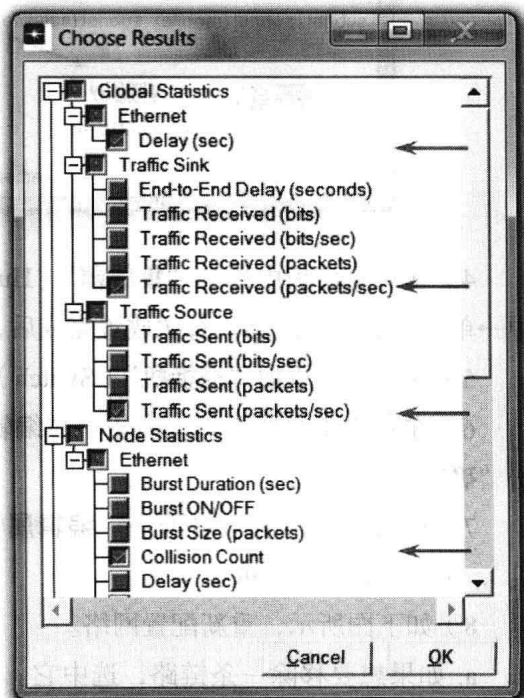 Choose Results
Global Statistics
Ethernet
Delay (sec)
Traffic Sink
End-to-End Delay (seconds)
Traffic Received (bits)
Traffic Received (bits/sec)
Traffic Received (packets)
Traffic Received (packets/sec)
Traffic Source
Traffic Sent (bits)
Traffic Sent (bits/sec)
Traffic Sent (packets)
Traffic Sent (packets/sec)
Node Statistics
Ethernet
Burst Duration (sec)
Burst ON/OFF
Burst Size (packets)
Collision Count
Delay (sec)
Cancel OK